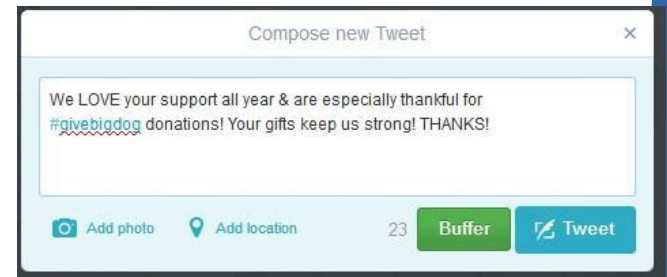 Compose new Tweet ×
We LOVE your support all year & are especially thankful for
#givebigdog donations! Your gifts keep us strong! THANKS!
Add photo Add location 23 Buffer Tweet